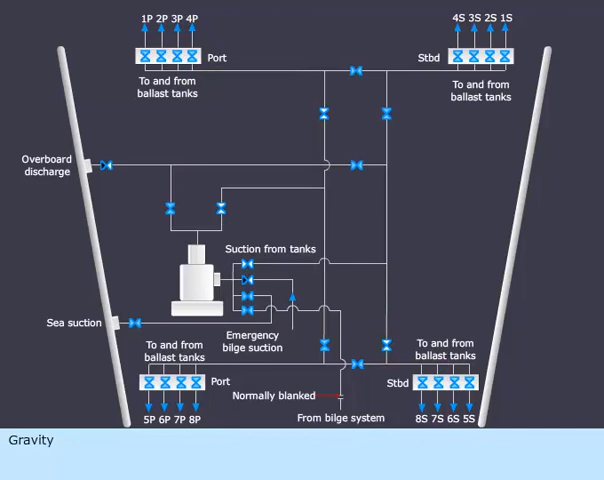 1P 2P 3P 4P
4S 3S 2S 1S
Port
Stbd
To and from
ballast tanks
To and from
ballast tanks
Overboard
discharge
Suction from tanks
Sea suction
Emergency
bilge suction
To and from
ballast tanks
To and from
ballast tanks
Port
Stbd
Normally blanked
5P 6P 7P 8P
From bilge system
8S 7S 6S 5S
Gravity